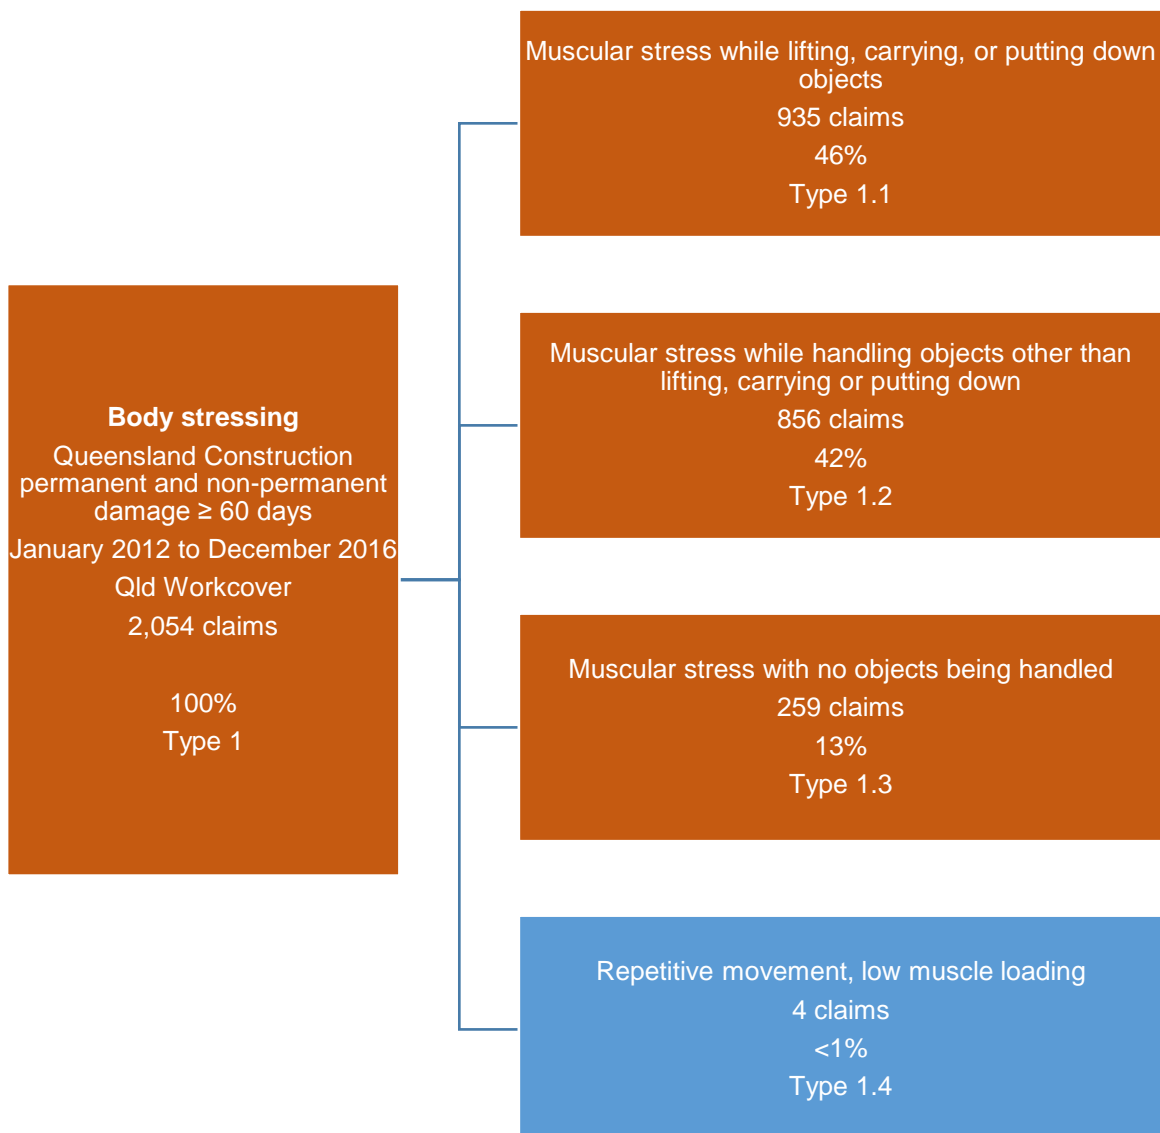 Muscular stress while lifting, carrying, or putting down
objects
935 claims
46%
Type 1.1
Muscular stress while handling objects other than
lifting, carrying or putting down
856 claims
42%
Type 1.2
Body stressing
Queensland Construction
permanent and non-permanent
damage ≥ 60 days
January 2012 to December 2016
Qld Workcover
2,054 claims
100%
Type 1
Muscular stress with no objects being handled
259 claims
13%
Type 1.3
Repetitive movement, low muscle loading
4 claims
<1%
Type 1.4